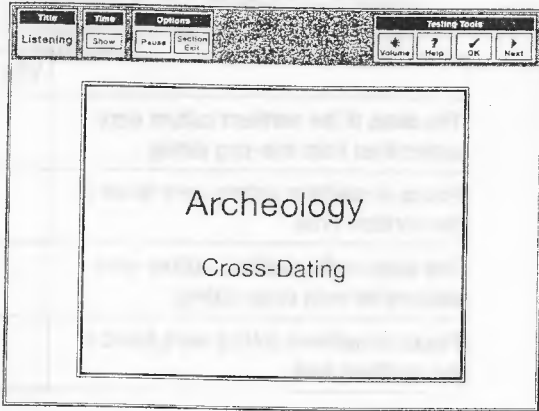 Title
Time
Options
Testing Tools
Listening
Show
Pause
Section
Exit
Volume
?
Help
OK
Next
Archeology
Cross-Dating